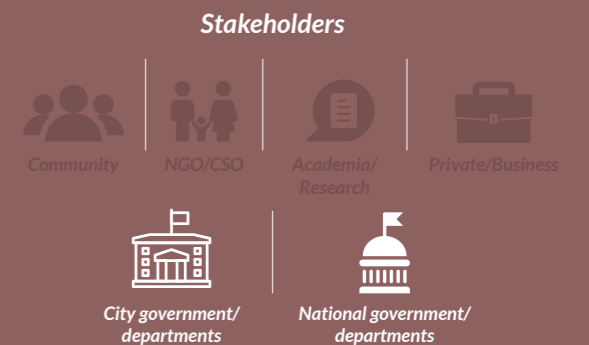 Stakeholders
Community
NGO/CSO
Academia/
Research
Private/Business
City government/
departments
National government/
departments